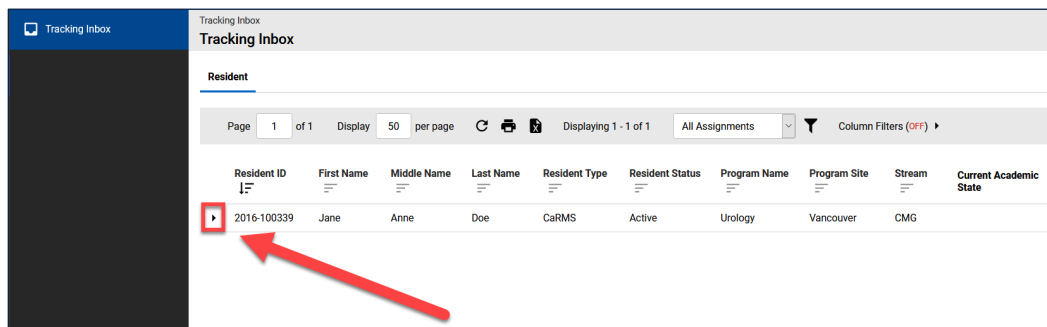 Tracking Inbox
Tracking Inbox
Tracking Inbox
Resident
Page 1 of 1 Display 50 per page Displaying 1 - 1 of 1 All Assignments Column Filters (OFF)
Resident ID First Name Middle Name Last Name Resident Type Resident Status Program Name Program Site Stream Current Academic State
2016-100339 Jane Anne Doe CaRMS Active Urology Vancouver CMG